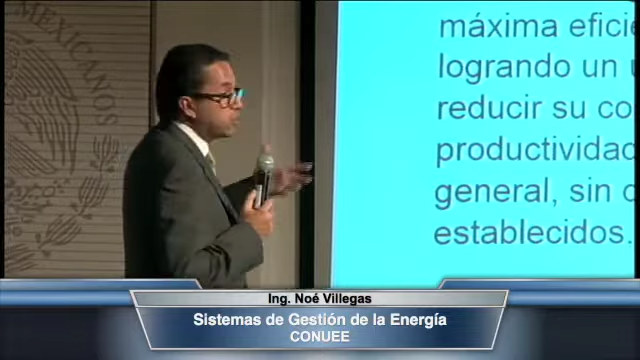 MEXICANOS
máxima efici
logrando un
reducir su co
productividad
general, sin
establecidos.
Ing. Noé Villegas
Sistemas de Gestión de la Energía
CONUEE